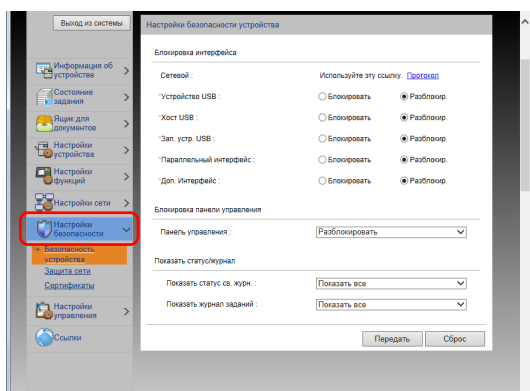 Выход из системы
Информация об
устройстве
Состояние
задания
Ящик для
документов
Настройки
устройства
Настройки
функций
Настройки сети
Настройки
безопасности
Безопасность
устройства
Защита сети
Сертификаты
Настройки
управления
Ссылки
Настройки безопасности устройства
Блокировка интерфейса
Сетевой : Используйте эту ссылку. Протокол
*Устройство USB : Блокировать Разблокир.
*Хост USB : Блокировать Разблокир.
*Зап. устр. USB : Блокировать Разблокир.
*Параллельный интерфейс : Блокировать Разблокир.
*Доп. Интерфейс : Блокировать Разблокир.
Блокировка панели управления
Панель управления : Разблокировать
Показать статус/журнал
Показать статус св. журн. : Показать все
Показать журнал заданий : Показать все
Передать Сброс